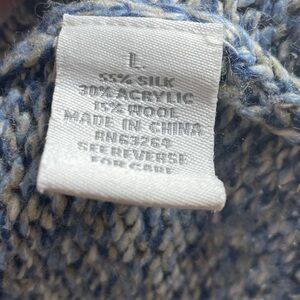 L
55% SILK
30% ACRYLIC
15% WOOL
MADE IN CHINA
RN63264
SEE REVERSE
FOR CARE